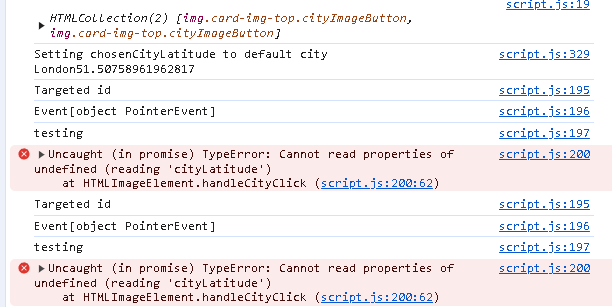 script.js:19
▶ HTMLCollection(2) [img.card-img-top.cityImageButton,
img.card-img-top.cityImageButton]
Setting chosenCityLatitude to default city script.js:329
London51.50758961962817
Targeted id script.js:195
Event[object PointerEvent] script.js:196
testing script.js:197
▶Uncaught (in promise) TypeError: Cannot read properties of script.js:200
undefined (reading 'cityLatitude')
at HTMLImageElement.handleCityClick (script.js:200:62)
Targeted id script.js:195
Event[object PointerEvent] script.js:196
testing script.js:197
▶Uncaught (in promise) TypeError: Cannot read properties of script.js:200
undefined (reading 'cityLatitude')
at HTMLImageElement.handleCityClick (script.js:200:62)